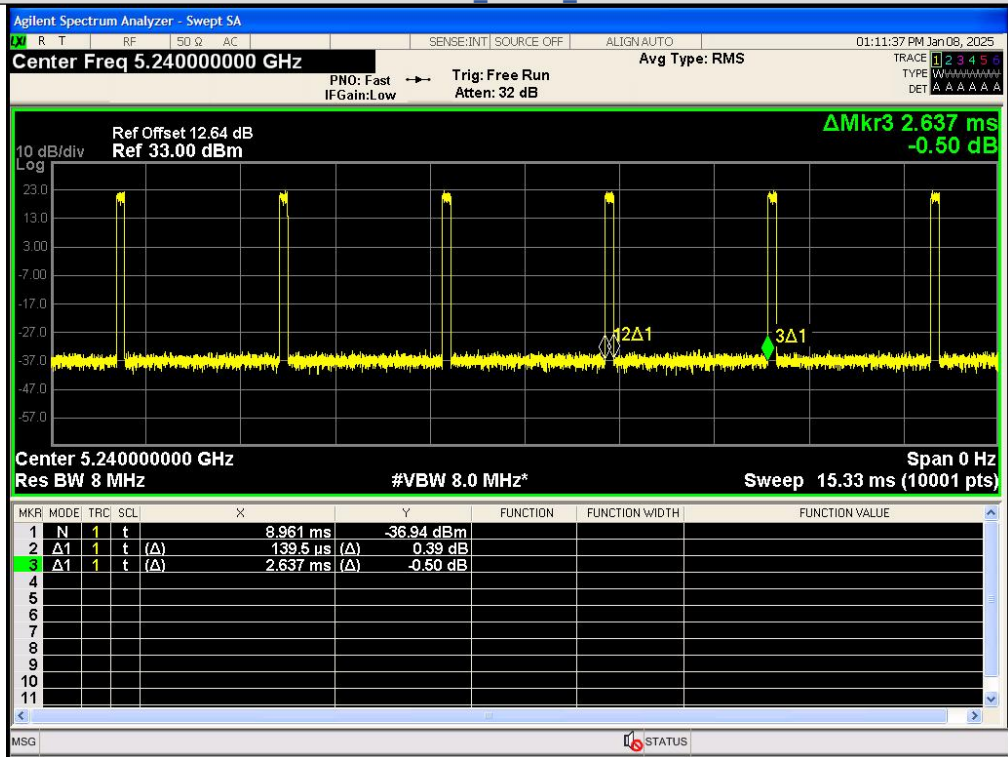 Agilent Spectrum Analyzer - Swept SA
LXI R T RF 50 Ω AC SENSE:INT SOURCE OFF ALIGN AUTO 01:11:37 PM Jan 08, 2025
Center Freq 5.240000000 GHz Avg Type: RMS TRACE 1 2 3 4 5 6
PNO: Fast Trig: Free Run TYPE WWWWWW
IFGain:Low Atten: 32 dB DET A A A A A A
ΔMkr3 2.637 ms
-0.50 dB
Ref Offset 12.64 dB
10 dB/div Ref 33.00 dBm
Log
23.0
13.0
3.00
-7.00
-17.0
-27.0
12Δ1
3Δ1
-37.0
-47.0
-57.0
Center 5.240000000 GHz Span 0 Hz
Res BW 8 MHz #VBW 8.0 MHz* Sweep 15.33 ms (10001 pts)
MKR MODE TRC SCL X Y FUNCTION FUNCTION WIDTH FUNCTION VALUE
1 N 1 t 8.961 ms -36.94 dBm
2 Δ1 1 t (Δ) 139.5 µs (Δ) 0.39 dB
3 Δ1 1 t (Δ) 2.637 ms (Δ) -0.50 dB
4
5
6
7
8
9
10
11
MSG STATUS